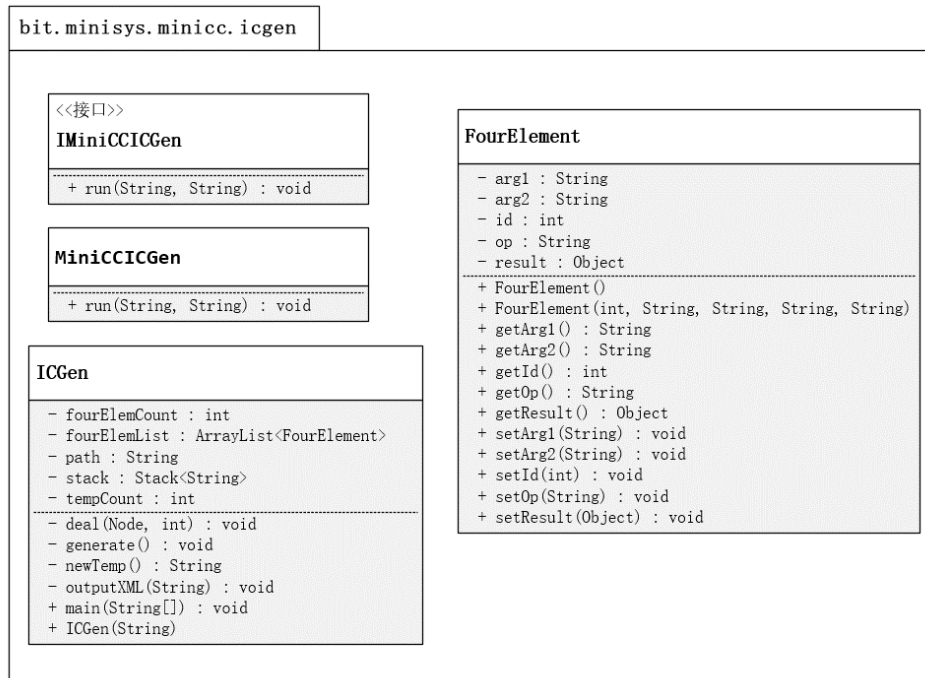 bit.minisys.minicc.icgen
<<接口>>
IMiniCCICGen
+ run(String, String) : void
MiniCCICGen
+ run(String, String) : void
ICGen
- fourElemCount : int
- fourElemList : ArrayList<FourElement>
- path : String
- stack : Stack<String>
- tempCount : int
- deal(Node, int) : void
- generate() : void
- newTemp() : String
- outputXML(String) : void
+ main(String[]) : void
+ ICGen(String)
FourElement
- arg1 : String
- arg2 : String
- id : int
- op : String
- result : Object
+ FourElement()
+ FourElement(int, String, String, String, String)
+ getArg1() : String
+ getArg2() : String
+ getId() : int
+ getOp() : String
+ getResult() : Object
+ setArg1(String) : void
+ setArg2(String) : void
+ setId(int) : void
+ setOp(String) : void
+ setResult(Object) : void